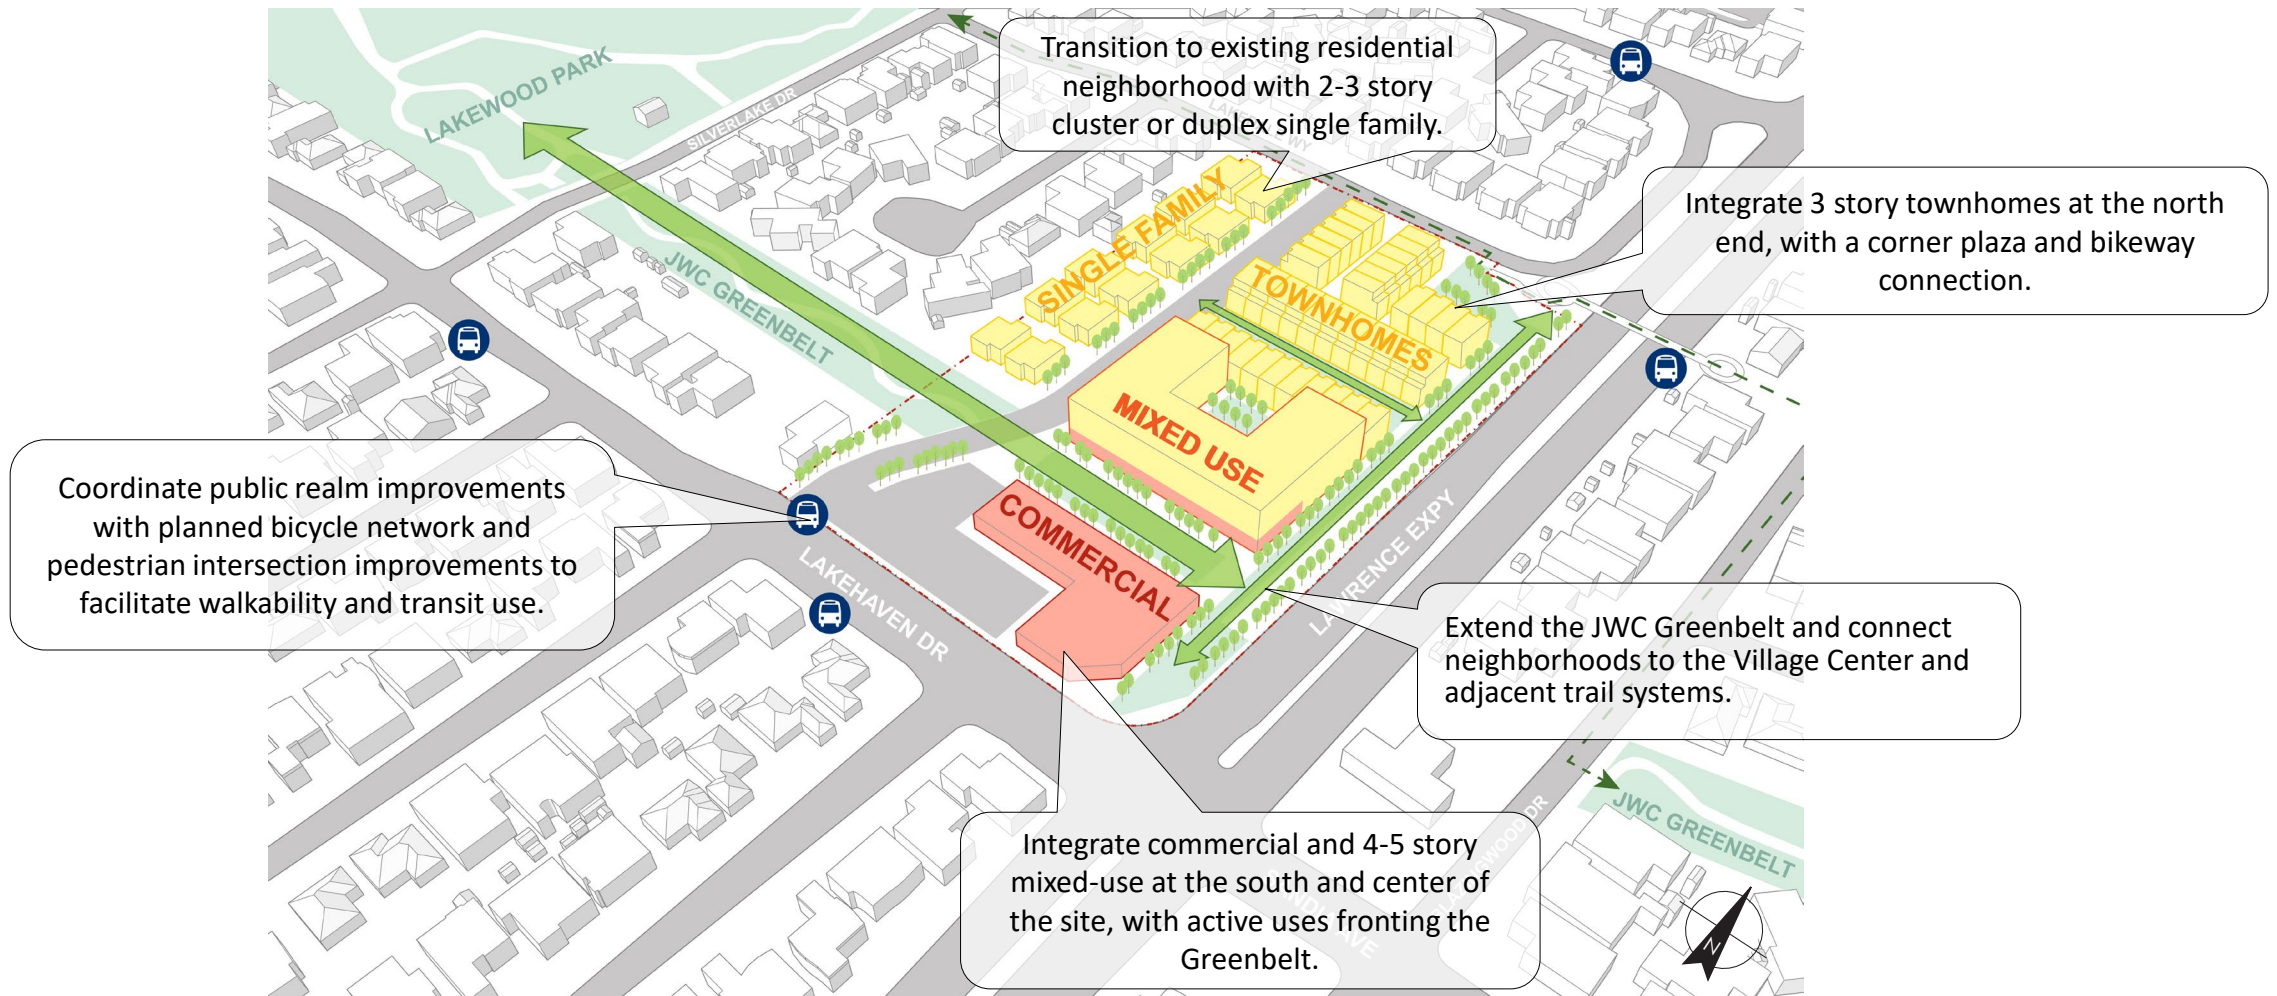 Transition to existing residential
neighborhood with 2-3 story
cluster or duplex single family.
LAKEWOOD PARK
SILVERLAKE DR
Integrate 3 story townhomes at the north
end, with a corner plaza and bikeway
connection.
SINGLE FAMILY
JWC GREENBELT
TOWNHOMES
MIXED USE
COMMERCIAL
Coordinate public realm improvements
with planned bicycle network and
pedestrian intersection improvements to
facilitate walkability and transit use.
LAKEHAVEN DR
LAWRENCE EXPY
Extend the JWC Greenbelt and connect
neighborhoods to the Village Center and
adjacent trail systems.
JWC GREENBELT
Integrate commercial and 4-5 story
mixed-use at the south and center of
the site, with active uses fronting the
Greenbelt.
N